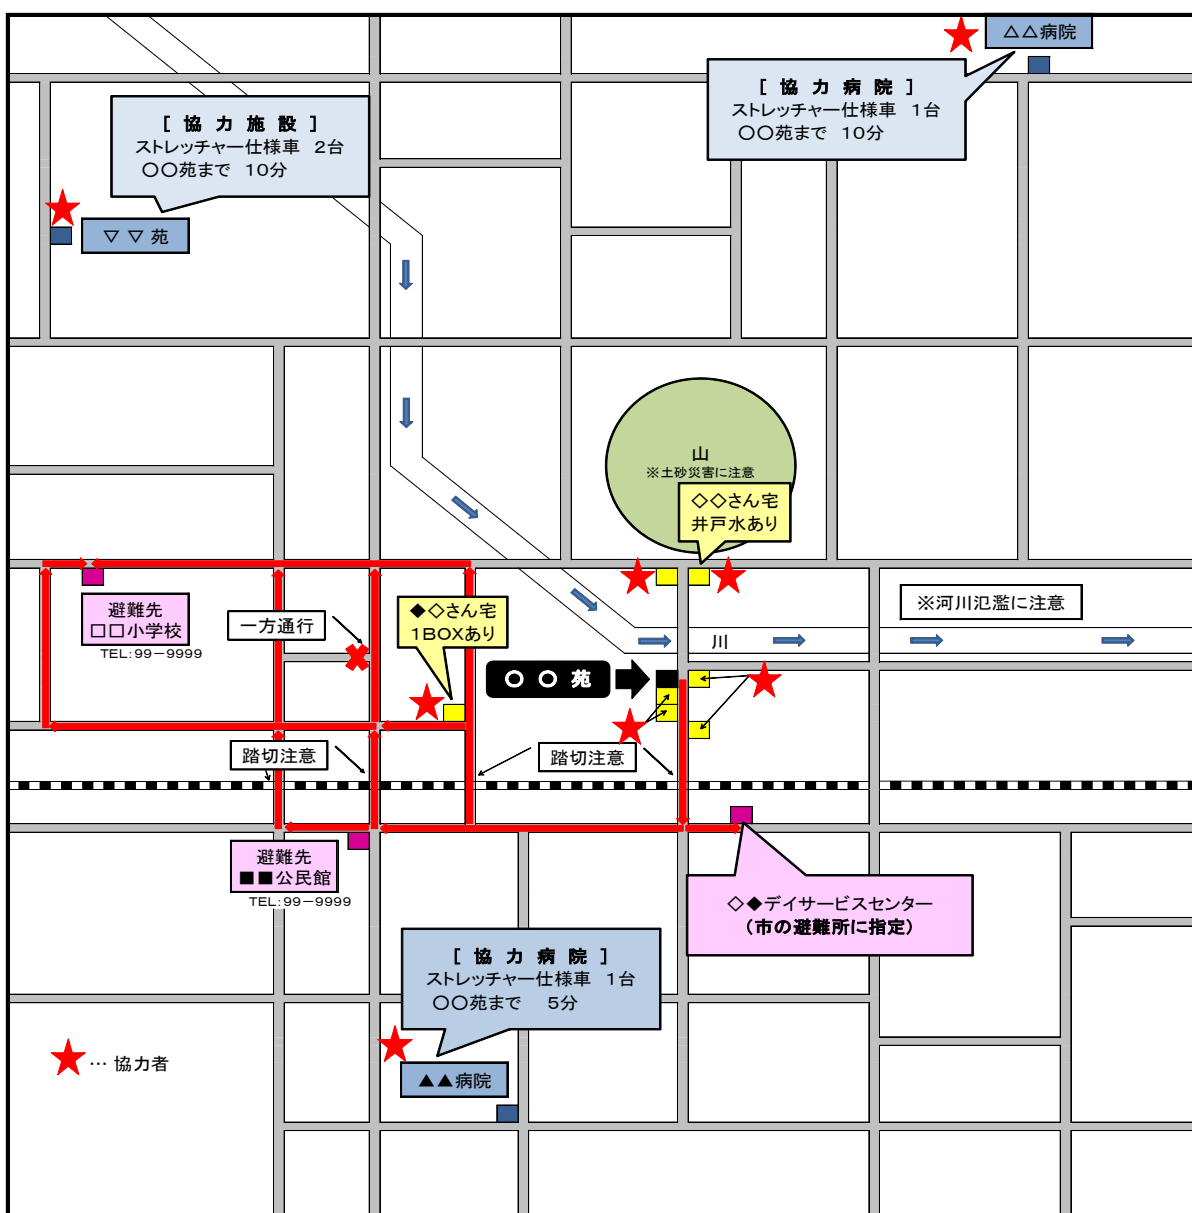 △△病院
［ 協 力 病 院 ］
ストレッチャー仕様車　1台
〇〇苑まで　10分
［ 協 力 施 設 ］
ストレッチャー仕様車　2台
〇〇苑まで　10分
▽ ▽ 苑
山
※土砂災害に注意
◇◇さん宅
井戸水あり
避難先
□□小学校
TEL:99－9999
一方通行
◆◇さん宅
1BOXあり
※河川氾濫に注意
川
〇 〇 苑
踏切注意
踏切注意
避難先
■■公民館
TEL:99－9999
◇◆デイサービスセンター
（市の避難所に指定）
［ 協 力 病 院 ］
ストレッチャー仕様車　1台
〇〇苑まで　5分
★… 協力者
▲▲病院